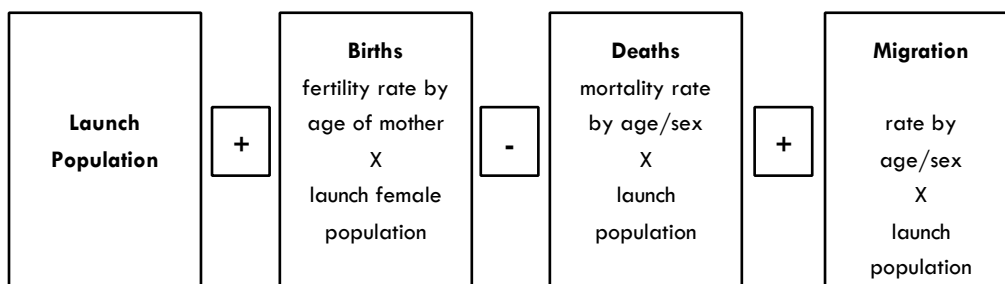 Launch
Population
+
Births
fertility rate by
age of mother
X
launch female
population
-
Deaths
mortality rate
by age/sex
X
launch
population
+
Migration
rate by
age/sex
X
launch
population